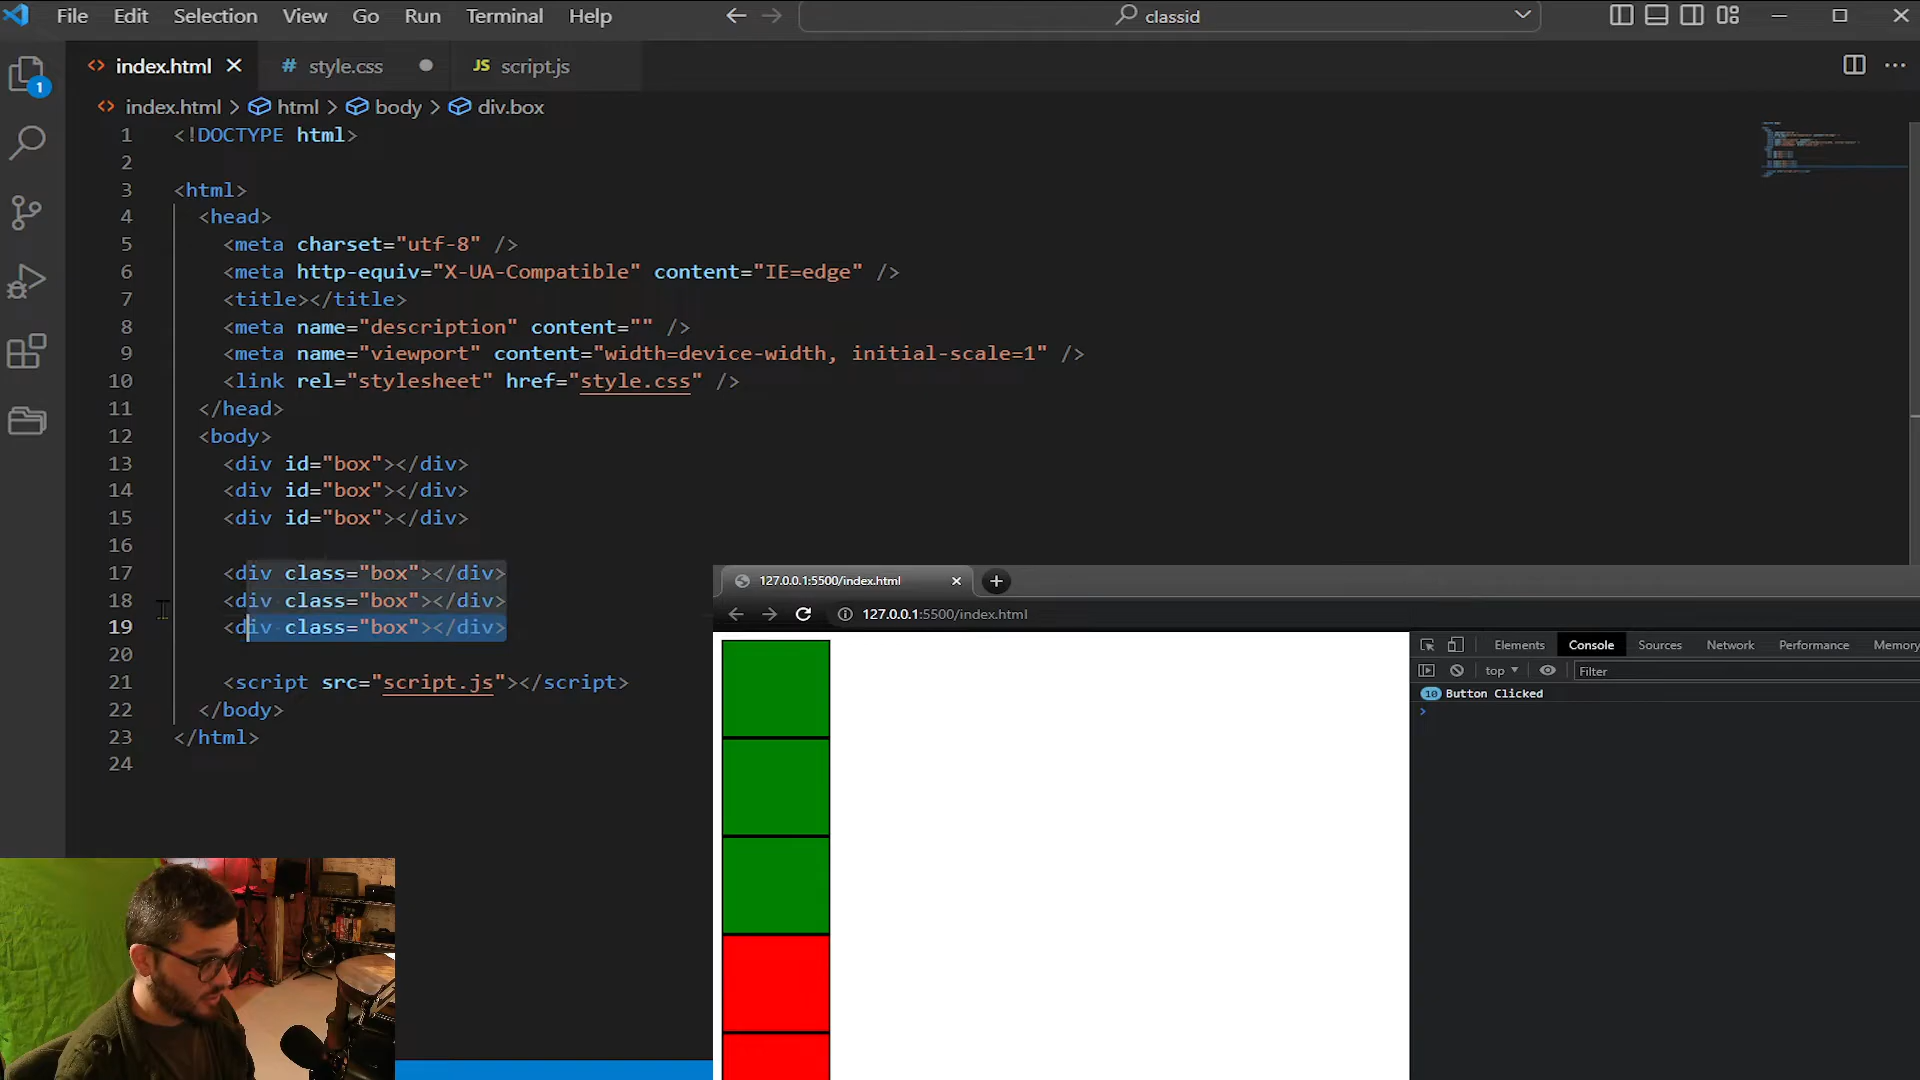 File Edit Selection View Go Run Terminal Help
classid
index.html
# style.css
JS script.js
1
index.html > html > body > div.box
1 <!DOCTYPE html>
2
3 <html>
4 <head>
5 <meta charset="utf-8" />
6 <meta http-equiv="X-UA-Compatible" content="IE=edge" />
7 <title></title>
8 <meta name="description" content="" />
9 <meta name="viewport" content="width=device-width, initial-scale=1" />
10 <link rel="stylesheet" href="style.css" />
11 </head>
12 <body>
13 <div id="box"></div>
14 <div id="box"></div>
15 <div id="box"></div>
16
17 <div class="box"></div>
18 <div class="box"></div>
19 <div class="box"></div>
20
21 <script src="script.js"></script>
22 </body>
23 </html>
24
127.0.0.1:5500/index.html
127.0.0.1:5500/index.html
Elements Console Sources Network Performance Memory
top Filter
10 Button Clicked